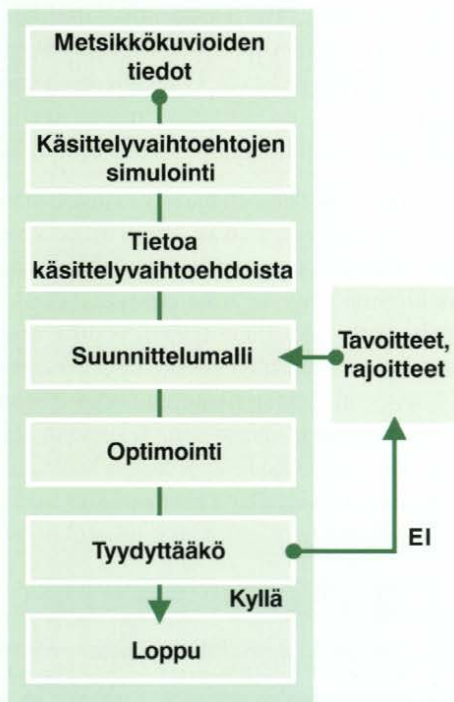 Metsikkökuvioiden
tiedot
Käsittelyvaihtoehtojen
simulointi
Tietoa
käsittelyvaihtoehdoista
Suunnittelumalli
Tavoitteet,
rajoitteet
Optimointi
Tyydyttääkö
EI
Kyllä
Loppu